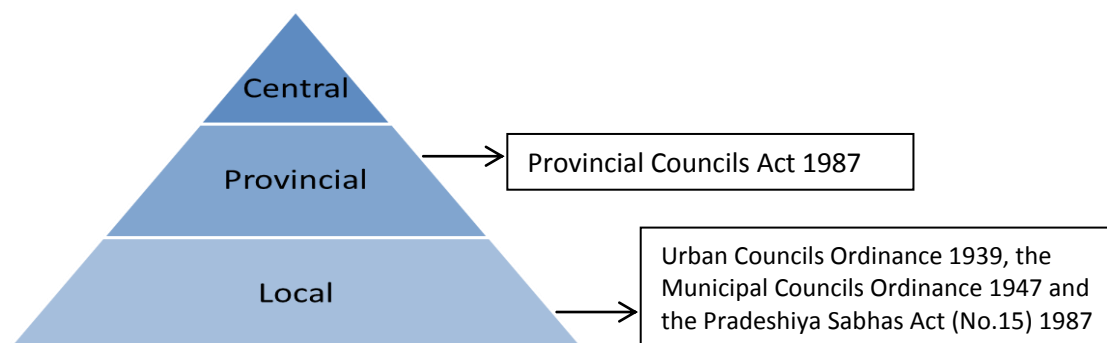 Central
Provincial
Provincial Councils Act 1987
Local
Urban Councils Ordinance 1939, the
Municipal Councils Ordinance 1947 and
the Pradeshiya Sabhas Act (No.15) 1987